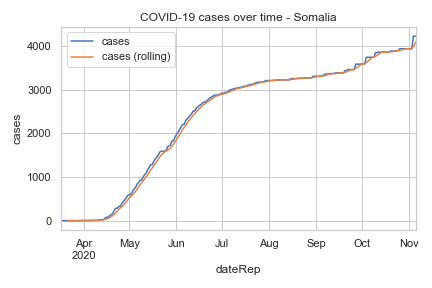 COVID-19 cases over time - Somalia
cases
cases (rolling)
4000
3000
2000
1000
0
cases
Apr
2020
May
Jun
Jul
Aug
Sep
Oct
Nov
dateRep